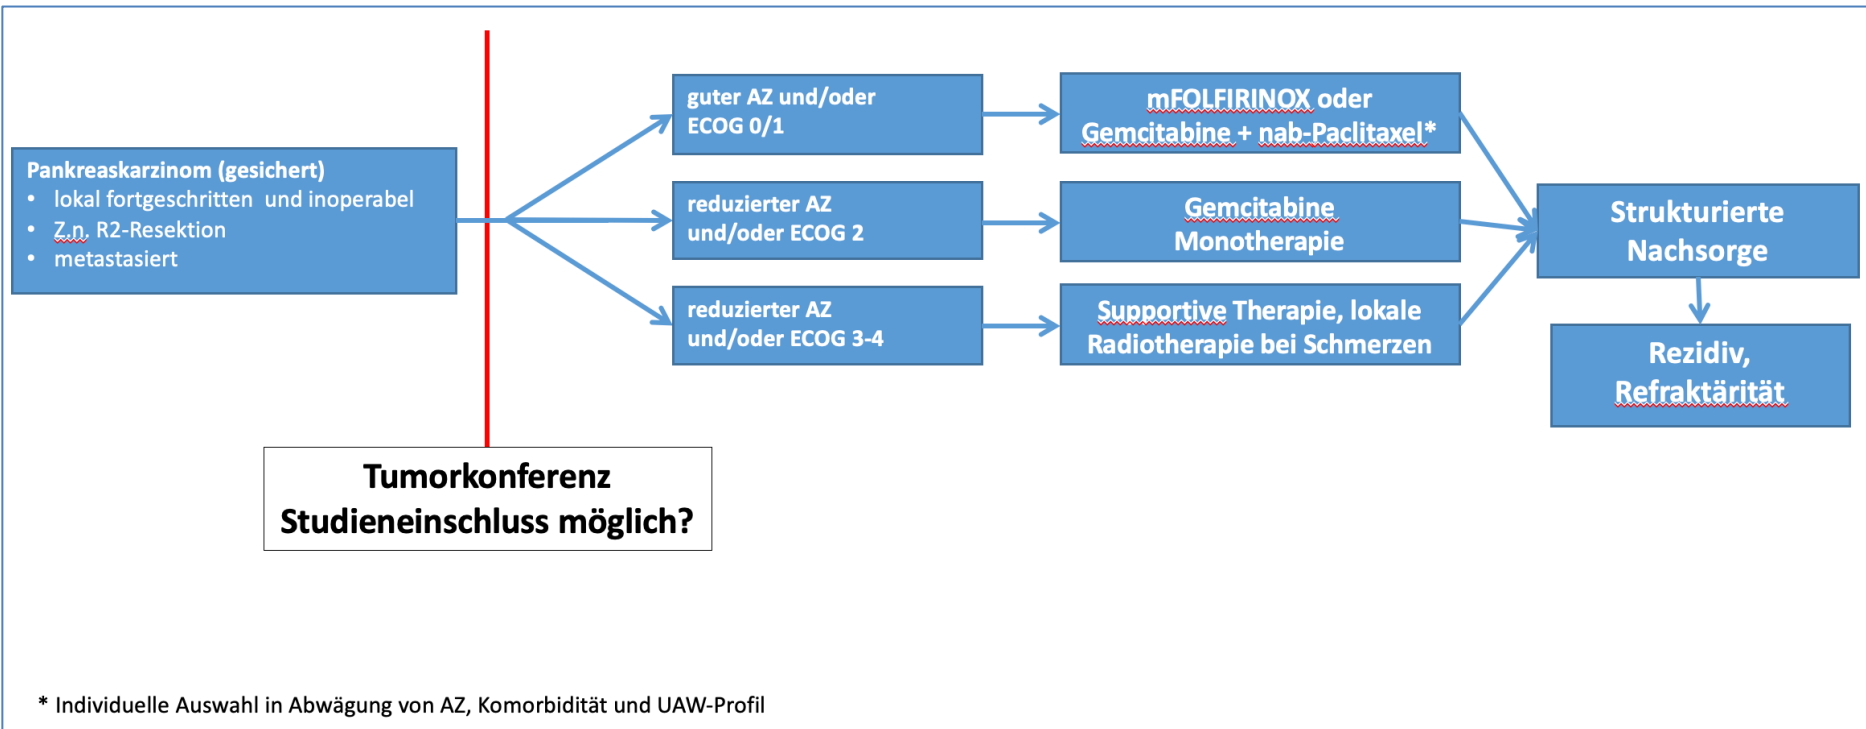 Pankreaskarzinom (gesichert)
• lokal fortgeschritten und inoperabel
• Z.n. R2-Resektion
• metastasiert
Tumorkonferenz
Studieneinschluss möglich?
guter AZ und/oder
ECOG 0/1
mFOLFIRINOX oder
Gemcitabine + nab-Paclitaxel*
reduzierter AZ
und/oder ECOG 2
Gemcitabine
Monotherapie
reduzierter AZ
und/oder ECOG 3-4
Supportive Therapie, lokale
Radiotherapie bei Schmerzen
Strukturierte
Nachsorge
Rezidiv,
Refraktärität
* Individuelle Auswahl in Abwägung von AZ, Komorbidität und UAW-Profil